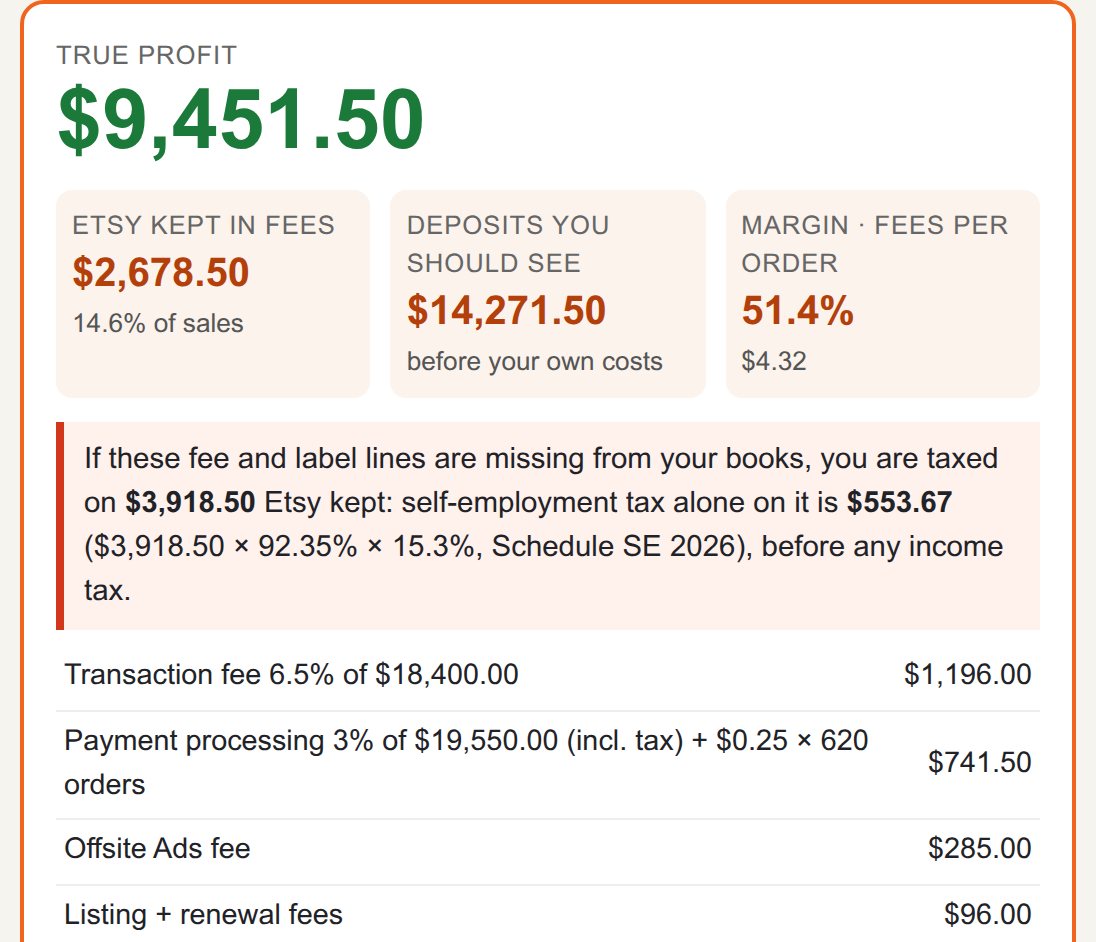 TRUE PROFIT
$9,451.50
ETSY KEPT IN FEES
$2,678.50
14.6% of sales
DEPOSITS YOU
SHOULD SEE
$14,271.50
before your own costs
MARGIN · FEES PER
ORDER
51.4%
$4.32
If these fee and label lines are missing from your books, you are taxed
on $3,918.50 Etsy kept: self-employment tax alone on it is $553.67
($3,918.50 × 92.35% × 15.3%, Schedule SE 2026), before any income
tax.
Transaction fee 6.5% of $18,400.00 $1,196.00
Payment processing 3% of $19,550.00 (incl. tax) + $0.25 × 620
orders $741.50
Offsite Ads fee $285.00
Listing + renewal fees $96.00